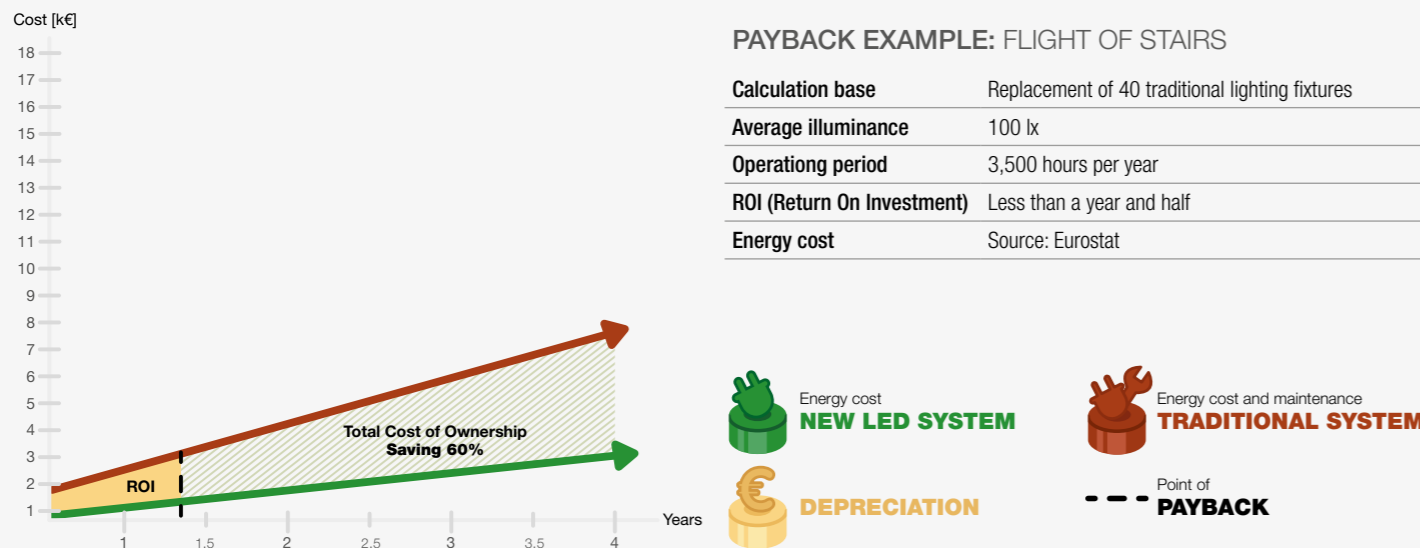 Cost [k€]
18
17
16
15
14
13
12
11
10
9
8
7
6
5
4
3
2
1
Total Cost of Ownership
Saving 60%
ROI
Years
1 1.5 2 2.5 3 3.5 4
PAYBACK EXAMPLE: FLIGHT OF STAIRS
Calculation base Replacement of 40 traditional lighting fixtures
Average illuminance 100 lx
Operationg period 3,500 hours per year
ROI (Return On Investment) Less than a year and half
Energy cost Source: Eurostat
Energy cost
NEW LED SYSTEM
Energy cost and maintenance
TRADITIONAL SYSTEM
€
DEPRECIATION
Point of
PAYBACK